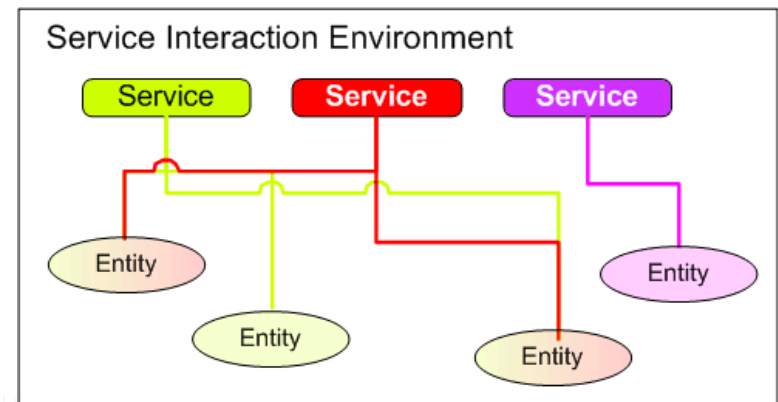 Service Interaction Environment
Service
Service
Service
Entity
Entity
Entity
Entity